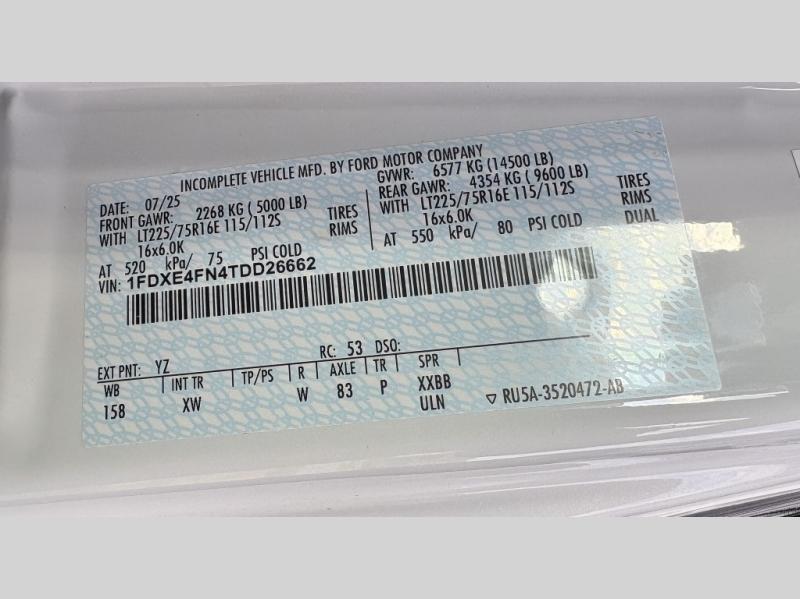 INCOMPLETE VEHICLE MFD. BY FORD MOTOR COMPANY
DATE: 07/25
GVWR: 6577 KG (14500 LB)
FRONT GAWR: 2268 KG ( 5000 LB)
REAR GAWR: 4354 KG ( 9600 LB)
WITH LT225/75R16E 115/112S TIRES
WITH LT225/75R16E 115/112S TIRES
16x6.0K RIMS
16x6.0K RIMS
AT 520 kPa/ 75 PSI COLD
AT 550 kPa/ 80 PSI COLD DUAL
VIN: 1FDXE4FN4TDD26662
EXT PNT: YZ RC: 53 DSO:
WB INT TR TP/PS R AXLE TR SPR
158 XW W 83 P XXBB
ULN ▽ RU5A-3520472-AB